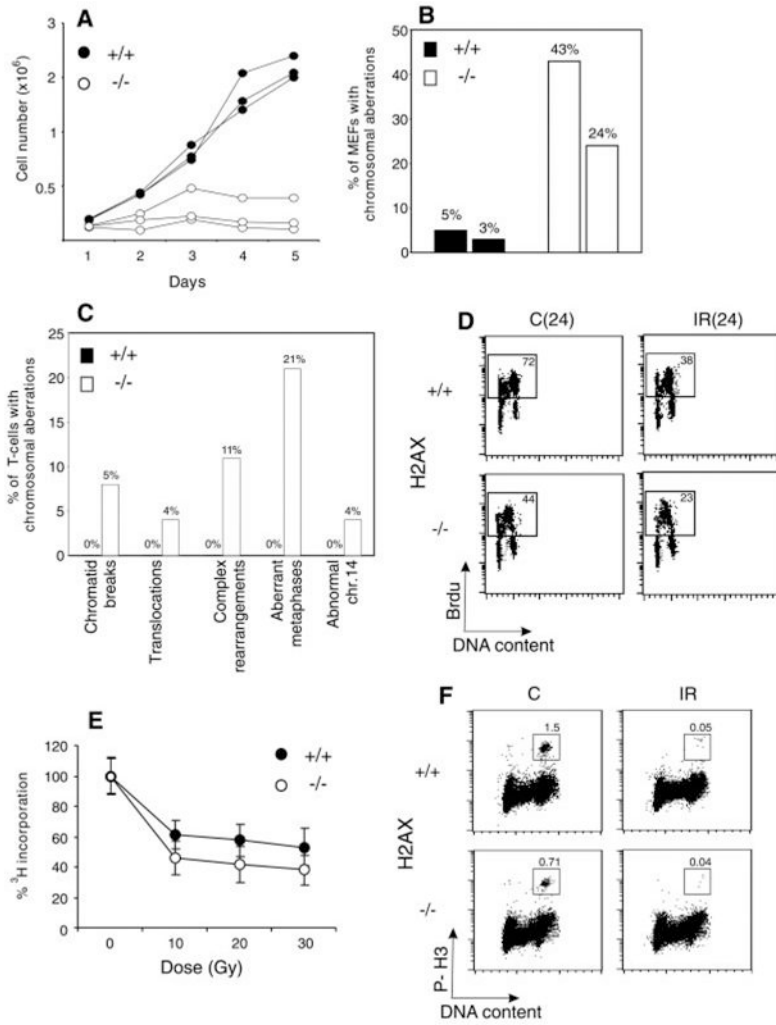 A
+/+
-/-
Cell number (x10⁶)
3
2
1
0.5
1 2 3 4 5
Days
B
+/+
-/-
% of MEFs with
chromosomal aberrations
50
40
30
20
10
0
5%
3%
43%
24%
C
+/+
-/-
% of T-cells with
chromosomal aberrations
25
20
15
10
5
0
0% 5%
0% 4%
0% 11%
0% 21%
0% 4%
Chromatid
breaks
Translocations
Complex
rearrangements
Aberrant
metaphases
Abnormal
chr.14
D
C(24) IR(24)
+/+
72
38
H2AX
-/-
44
23
Brdu
DNA content
E
+/+
-/-
% ³H incorporation
120
100
80
60
40
20
0
0 10 20 30
Dose (Gy)
F
C IR
+/+
1.5
0.05
H2AX
-/-
0.71
0.04
P- H3
DNA content